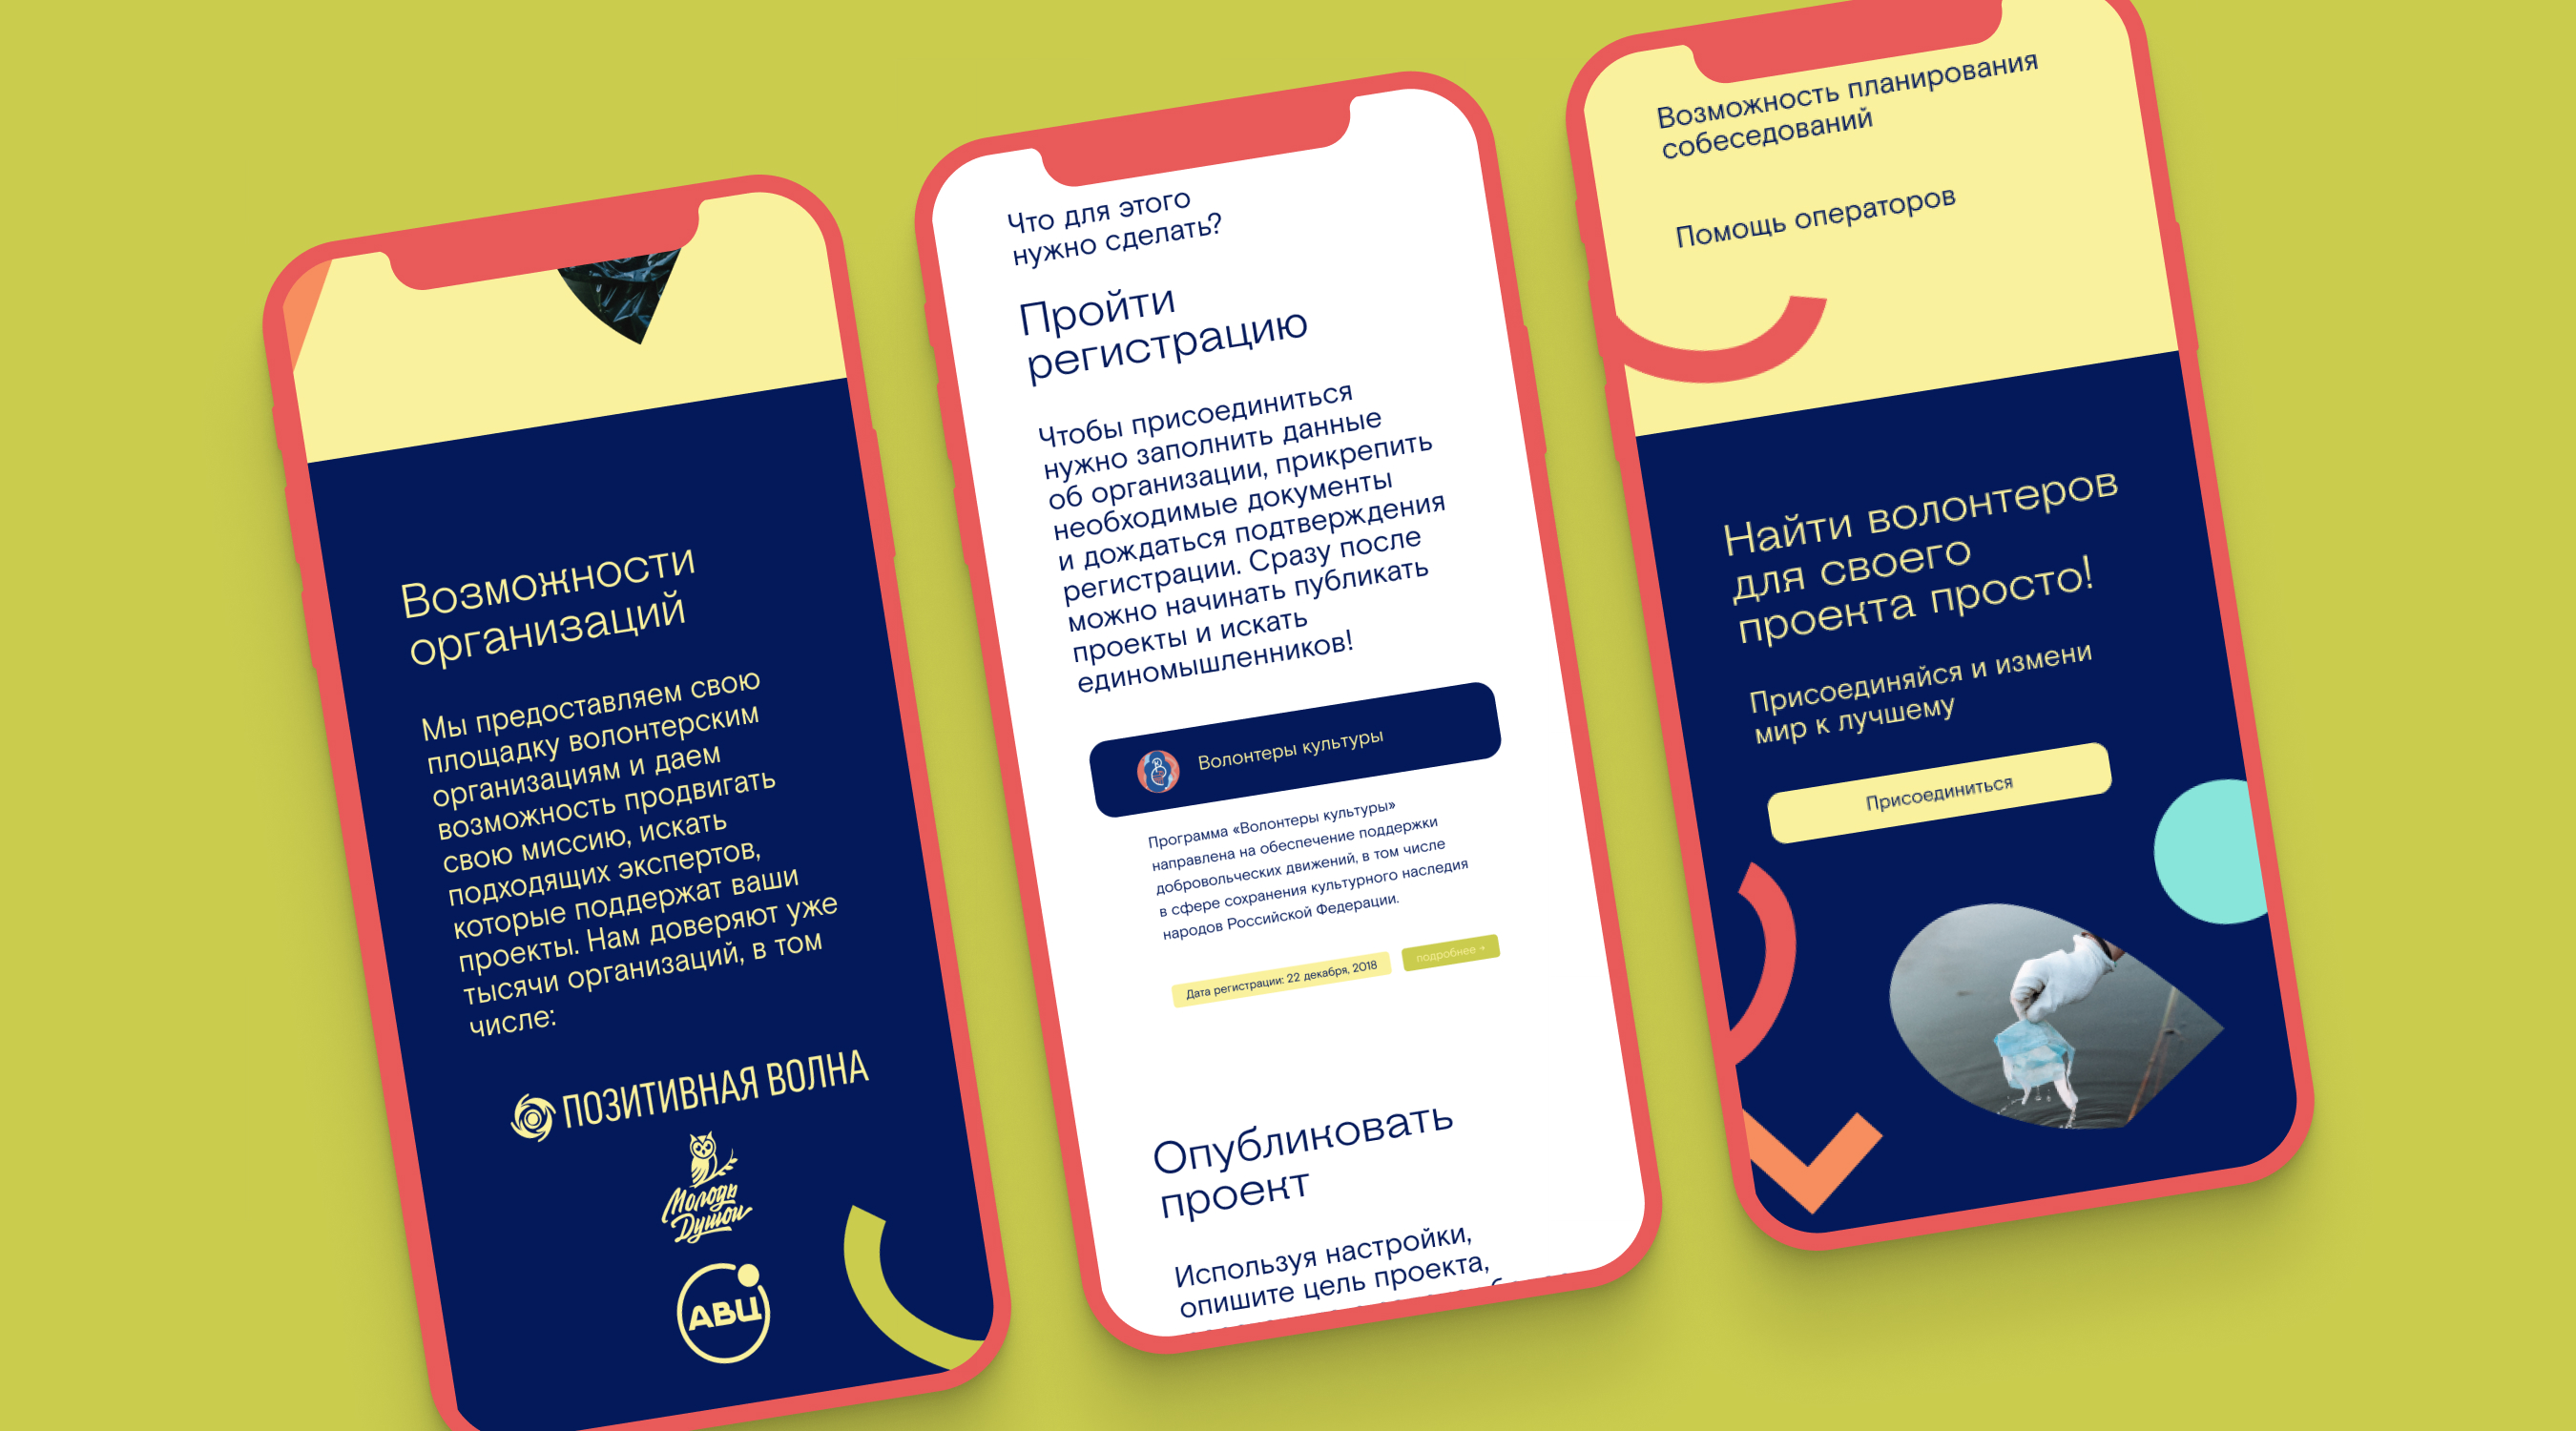 Возможности
организаций
Мы предоставляем свою
площадку волонтерским
организациям и даем
возможность продвигать
свою миссию, искать
подходящих экспертов,
которые поддержат ваши
проекты. Нам доверяют уже
тысячи организаций, в том
числе:
ПОЗИТИВНАЯ ВОЛНА
Молоды
Душой
АВЦ
Что для этого
нужно сделать?
Пройти
регистрацию
Чтобы присоединиться
нужно заполнить данные
об организации, прикрепить
необходимые документы
и дождаться подтверждения
регистрации. Сразу после
регистрации можно начинать публикать
проекты и искать
единомышленников!
Волонтеры культуры
Программа «Волонтеры культуры»
направлена на обеспечение поддержки
добровольческих движений, в том числе
в сфере сохранения культурного наследия
народов Российской Федерации.
Дата регистрации: 22 декабря, 2018
подробнее →
Опубликовать
проект
Используя настройки,
опишите цель проекта,
Возможность планирования
собеседований
Помощь операторов
Найти волонтеров
для своего
проекта просто!
Присоединяйся и измени
мир к лучшему
Присоединиться